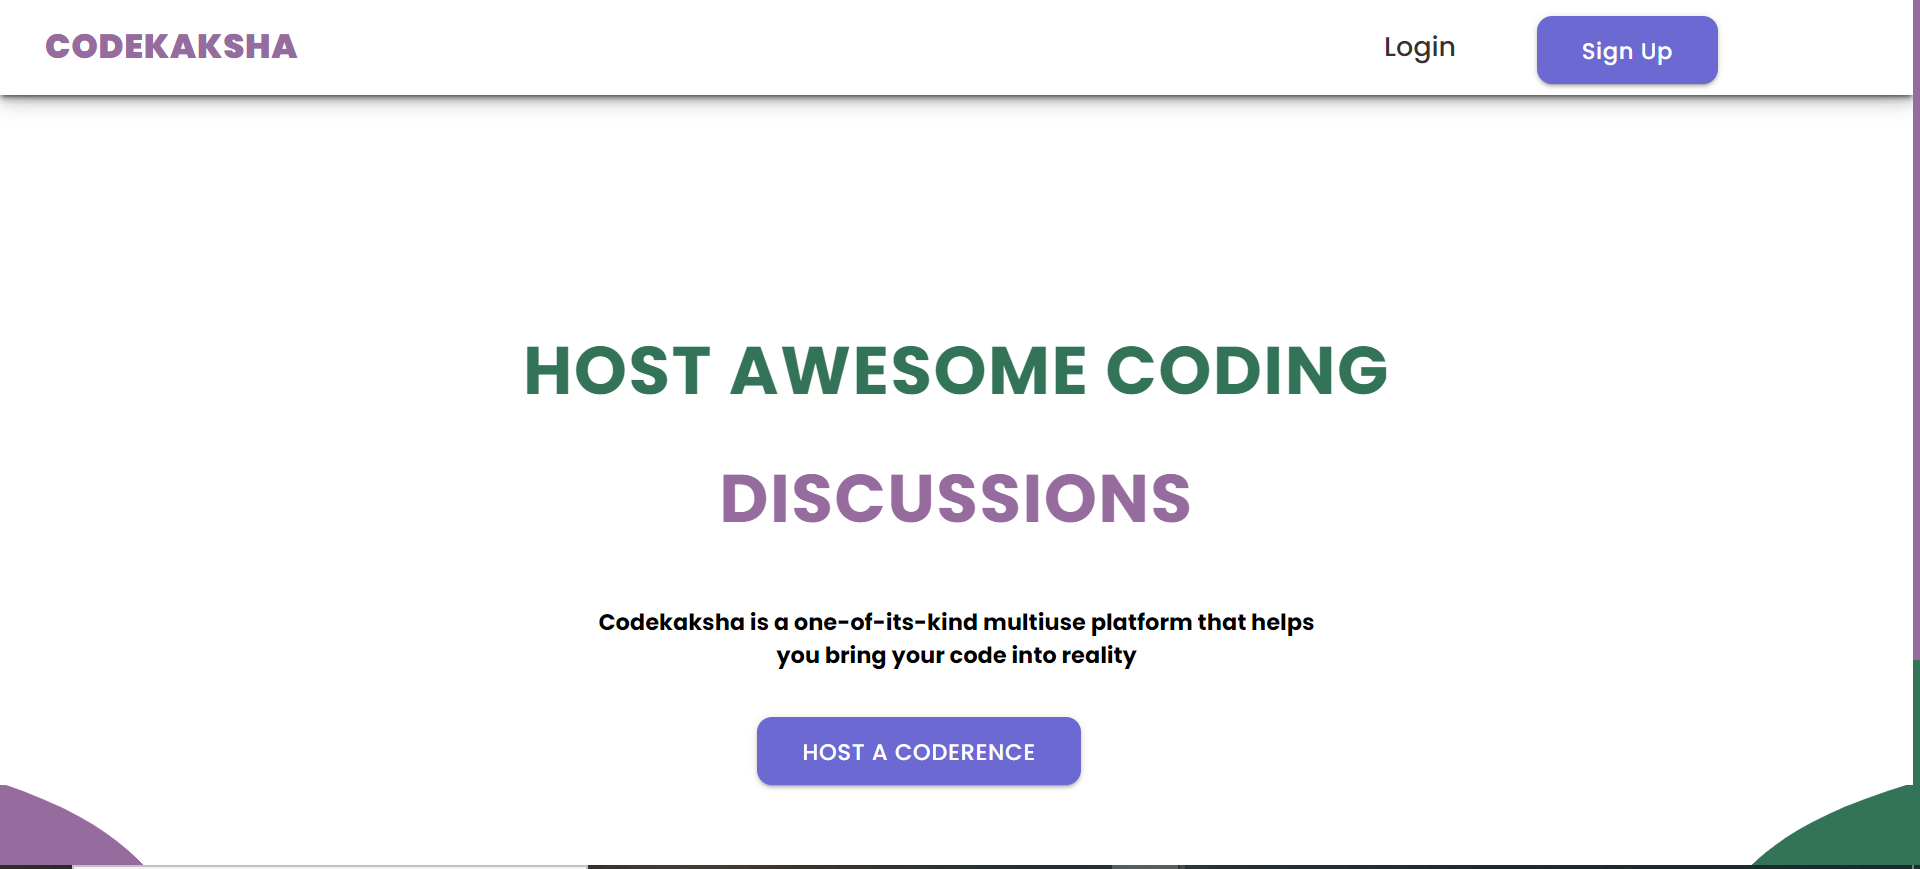 CODEKAKSHA
Login
Sign Up
HOST AWESOME CODING
DISCUSSIONS
Codekaksha is a one-of-its-kind multiuse platform that helps
you bring your code into reality
HOST A CODERENCE